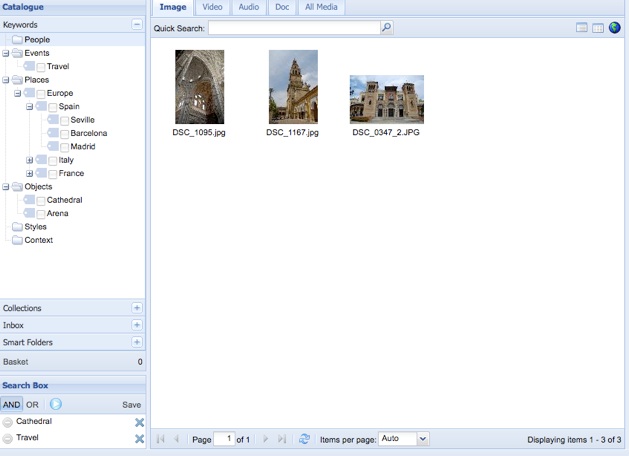 Catalogue
Image Video Audio Doc All Media
Keywords
Quick Search:
People
Events
Travel
Places
Europe
Spain
Seville
Barcelona
Madrid
Italy
France
Objects
Cathedral
Arena
Styles
Context
DSC_1095.jpg DSC_1167.jpg DSC_0347_2.JPG
Collections
Inbox
Smart Folders
Basket 0
Search Box
AND OR Save
Cathedral
Travel
Page 1 of 1 Items per page: Auto Displaying items 1 - 3 of 3